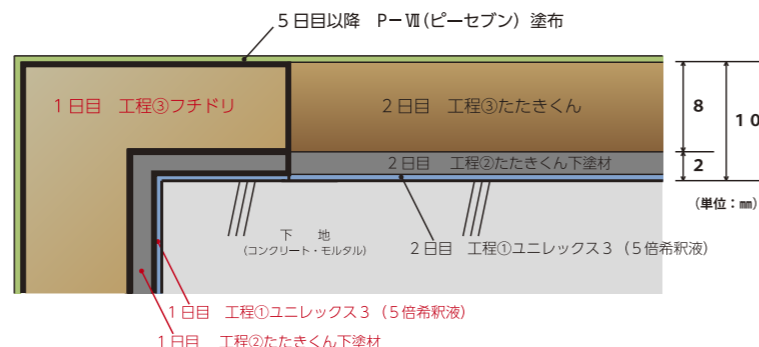 5日目以降 P−Ⅶ(ピーセブン) 塗布
1日目 工程③フチドリ
2日目 工程③たたきくん
8
10
2日目 工程②たたきくん下塗材
2
(単位：㎜)
下 地
(コンクリート・モルタル)
2日目 工程①ユニレックス3 (5倍希釈液)
1日目 工程①ユニレックス3 (5倍希釈液)
1日目 工程②たたきくん下塗材